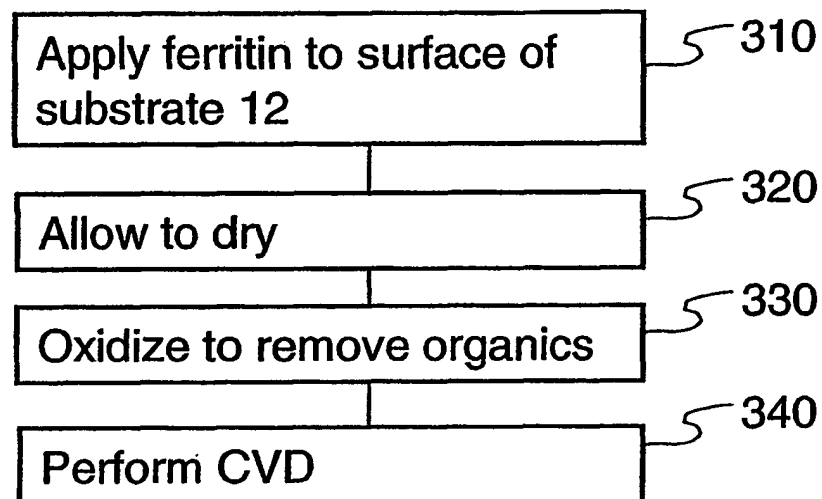 Apply ferritin to surface of
substrate 12
310
Allow to dry
320
Oxidize to remove organics
330
Perform CVD
340